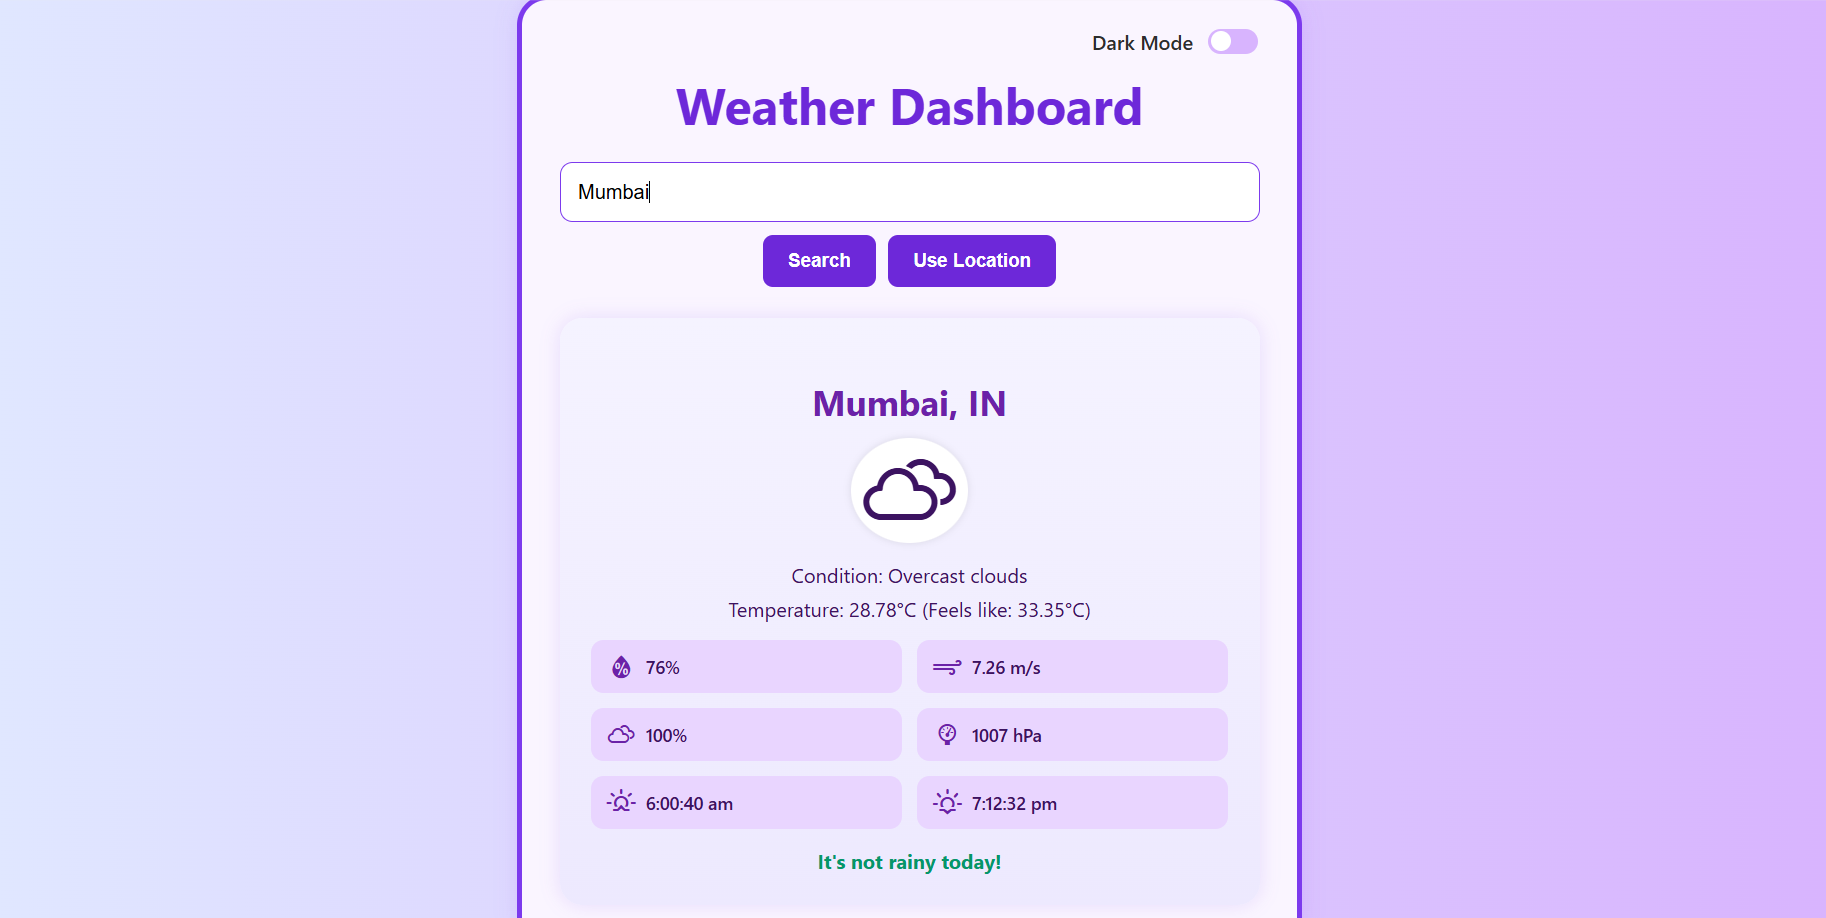 Dark Mode
Weather Dashboard
Mumbai
Search Use Location
Mumbai, IN
Condition: Overcast clouds
Temperature: 28.78°C (Feels like: 33.35°C)
76% 7.26 m/s
100% 1007 hPa
6:00:40 am 7:12:32 pm
It's not rainy today!